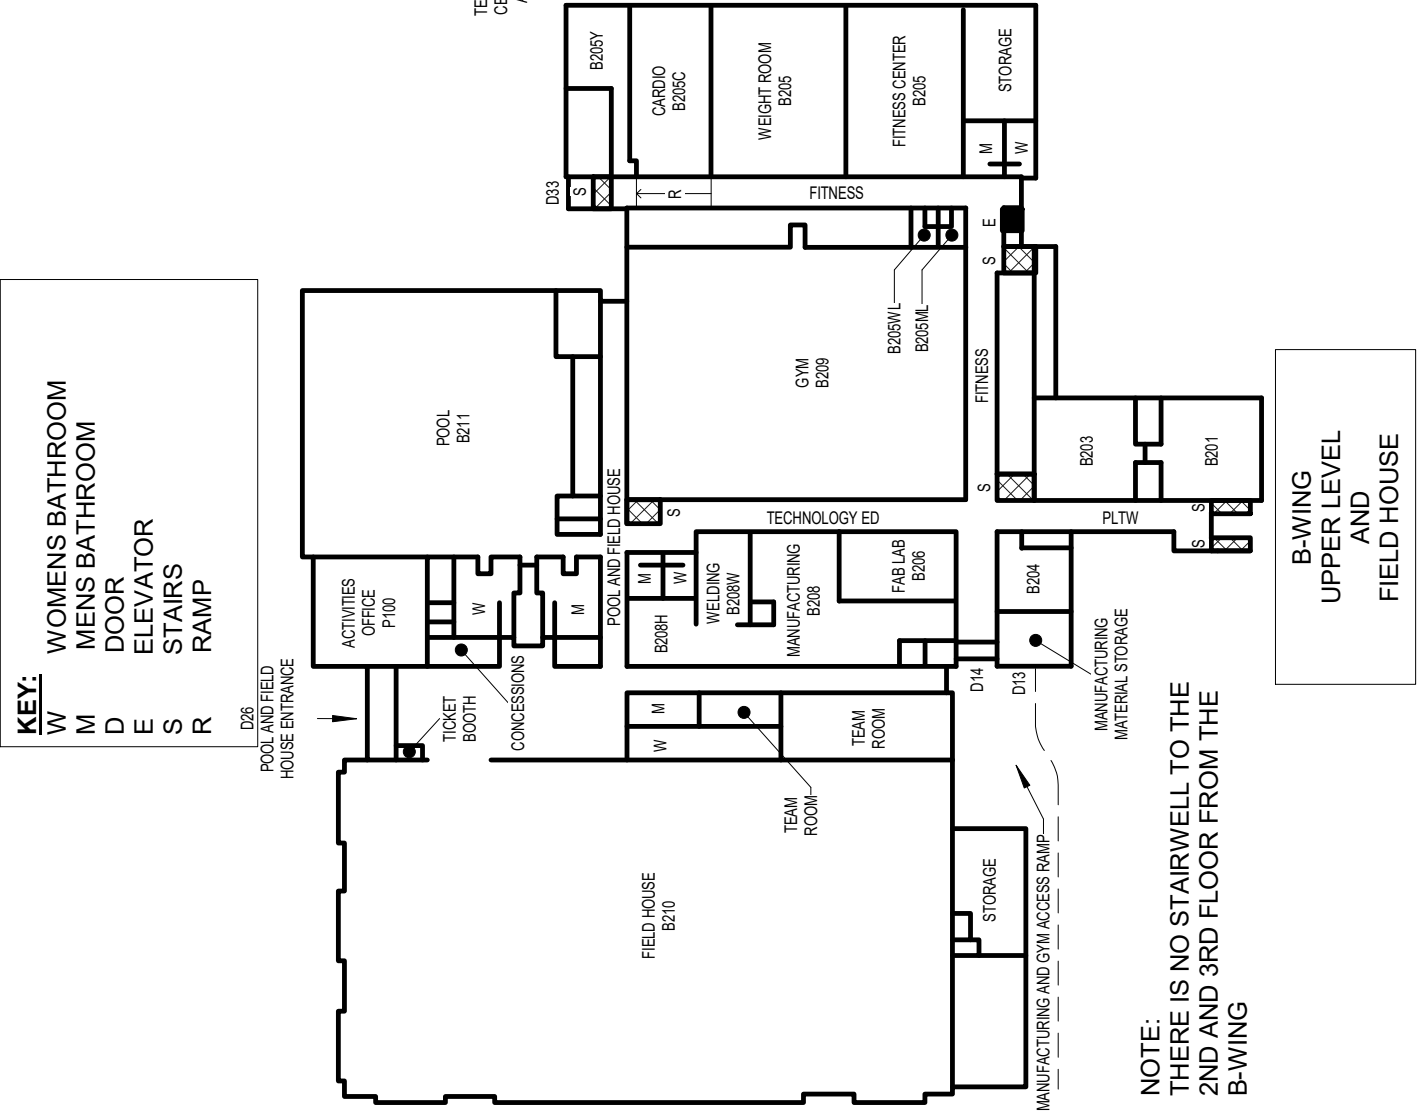 KEY:
W WOMENS BATHROOM
M MENS BATHROOM
D DOOR
E ELEVATOR
S STAIRS
R RAMP
D26
POOL AND FIELD
HOUSE ENTRANCE
TICKET
BOOTH
CONCESSIONS
ACTIVITIES
OFFICE
P100
W
M
POOL
B211
POOL AND FIELD HOUSE
D33
S
B205Y
CARDIO
B205C
WEIGHT ROOM
B205
FITNESS CENTER
B205
STORAGE
M
W
R
FITNESS
E
S
B205WL
B205ML
GYM
B209
FITNESS
S
S
TECHNOLOGY ED
PLTW
S
S
B203
B201
M
W
B208H
WELDING
B208W
MANUFACTURING
B208
FAB LAB
B206
B204
D14
D13
MANUFACTURING
MATERIAL STORAGE
M
W
TEAM
ROOM
TEAM
ROOM
FIELD HOUSE
B210
STORAGE
MANUFACTURING AND GYM ACCESS RAMP
NOTE:
THERE IS NO STAIRWELL TO THE
2ND AND 3RD FLOOR FROM THE
B-WING
B-WING
UPPER LEVEL
AND
FIELD HOUSE